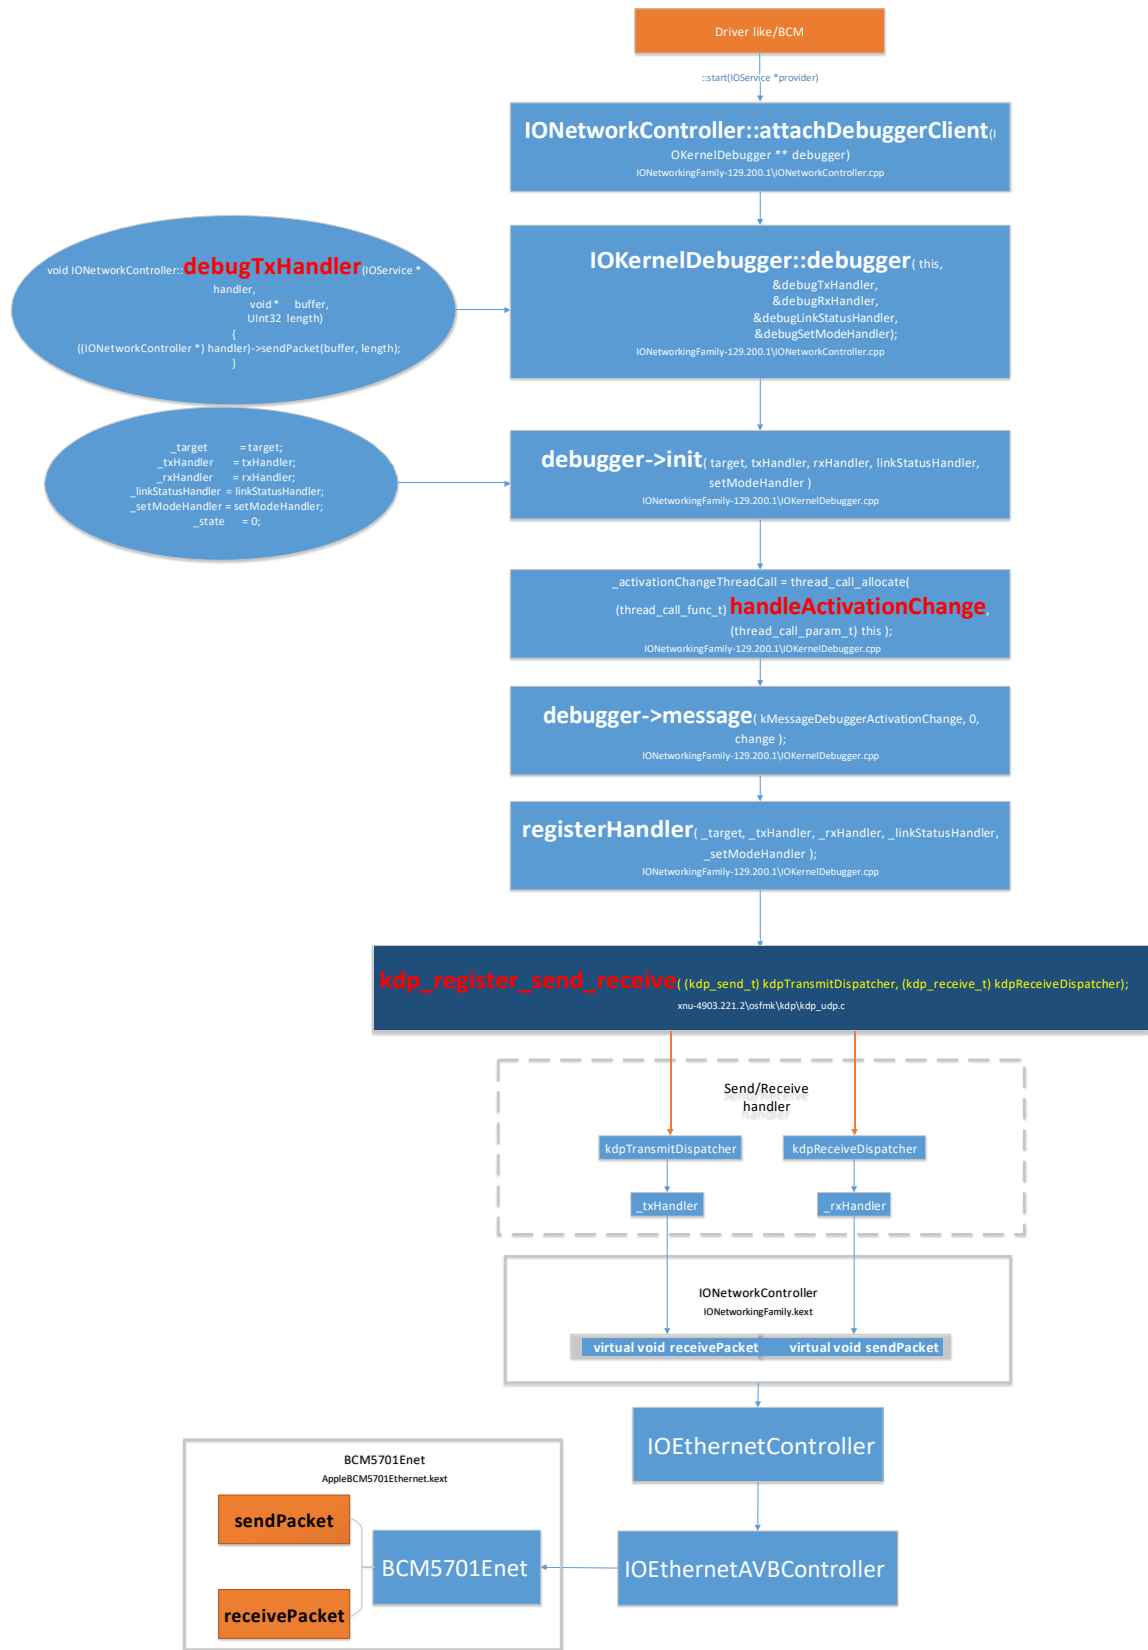 Driver like/BCM
::start(IOService *provider)
IONetworkController::attachDebuggerClient(I
OKernelDebugger ** debugger)
IONetworkingFamily-129.200.1\IONetworkController.cpp
void IONetworkController::debugTxHandler(IOService *
handler,
void * buffer,
UInt32 length)
{
((IONetworkController *) handler)->sendPacket(buffer, length);
}
IOKernelDebugger::debugger( this,
&debugTxHandler,
&debugRxHandler,
&debugLinkStatusHandler,
&debugSetModeHandler);
IONetworkingFamily-129.200.1\IONetworkController.cpp
_target = target;
_txHandler = txHandler;
_rxHandler = rxHandler;
_linkStatusHandler = linkStatusHandler;
_setModeHandler = setModeHandler;
_state = 0;
debugger->init( target, txHandler, rxHandler, linkStatusHandler,
setModeHandler )
IONetworkingFamily-129.200.1\IOKernelDebugger.cpp
_activationChangeThreadCall = thread_call_allocate(
(thread_call_func_t) handleActivationChange,
(thread_call_param_t) this );
IONetworkingFamily-129.200.1\IOKernelDebugger.cpp
debugger->message( kMessageDebuggerActivationChange, 0,
change );
IONetworkingFamily-129.200.1\IOKernelDebugger.cpp
registerHandler( _target, _txHandler, _rxHandler, _linkStatusHandler,
_setModeHandler );
IONetworkingFamily-129.200.1\IOKernelDebugger.cpp
kdp_register_send_receive( (kdp_send_t) kdpTransmitDispatcher, (kdp_receive_t) kdpReceiveDispatcher);
xnu-4903.221.2\osfmk\kdp\kdp_udp.c
Send/Receive
handler
kdpTransmitDispatcher
kdpReceiveDispatcher
_txHandler
_rxHandler
IONetworkController
IONetworkingFamily.kext
virtual void receivePacket
virtual void sendPacket
IOEthernetController
BCM5701Enet
AppleBCM5701Ethernet.kext
sendPacket
BCM5701Enet
IOEthernetAVBController
receivePacket